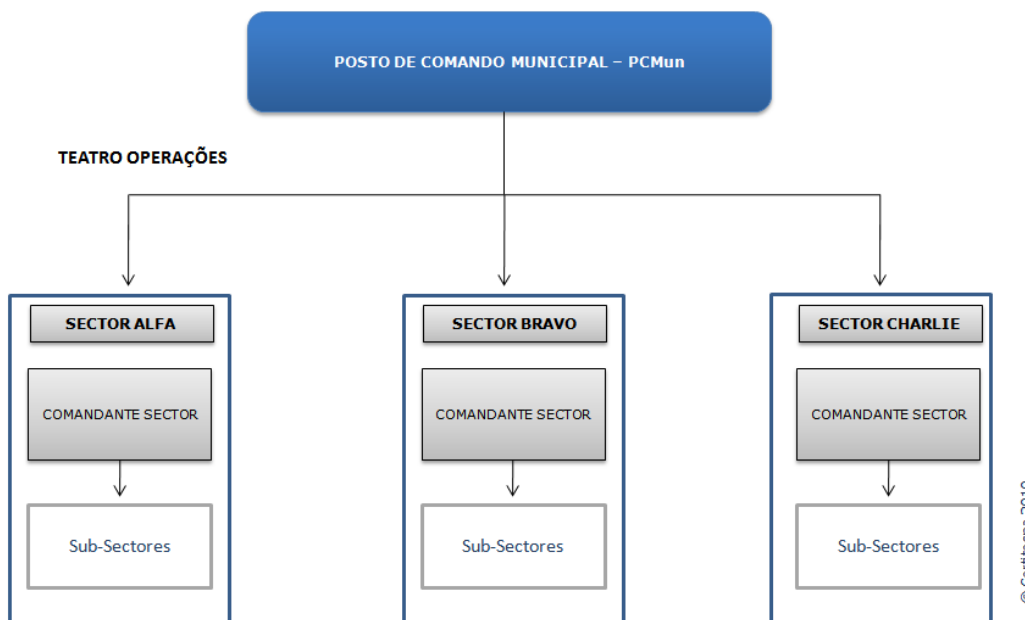 POSTO DE COMANDO MUNICIPAL – PCMun
TEATRO OPERAÇÕES
SECTOR ALFA
SECTOR BRAVO
SECTOR CHARLIE
COMANDANTE SECTOR
COMANDANTE SECTOR
COMANDANTE SECTOR
Sub-Sectores
Sub-Sectores
Sub-Sectores